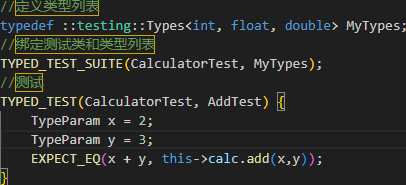 //定义类型列表
typedef ::testing::Types<int, float, double> MyTypes;
//绑定测试类和类型列表
TYPED_TEST_SUITE(CalculatorTest, MyTypes);
//测试
TYPED_TEST(CalculatorTest, AddTest) {
    TypeParam x = 2;
    TypeParam y = 3;
    EXPECT_EQ(x + y, this->calc.add(x,y));
}